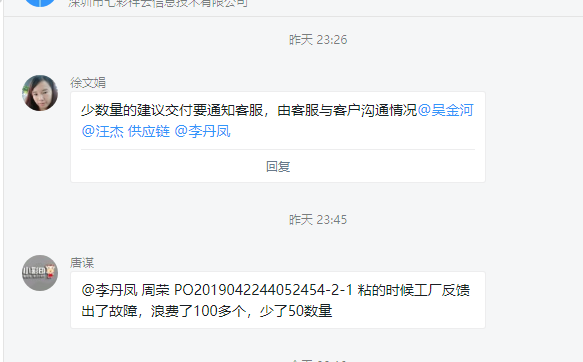 深圳市七彩祥云信息技术有限公司
昨天 23:26
徐文娟
少数量的建议交付要通知客服，由客服与客户沟通情况@吴金河
@汪杰 供应链 @李丹凤
回复
昨天 23:45
唐谋
@李丹凤 周荣 PO2019042244052454-2-1 粘的时候工厂反馈
出了故障，浪费了100多个，少了50数量